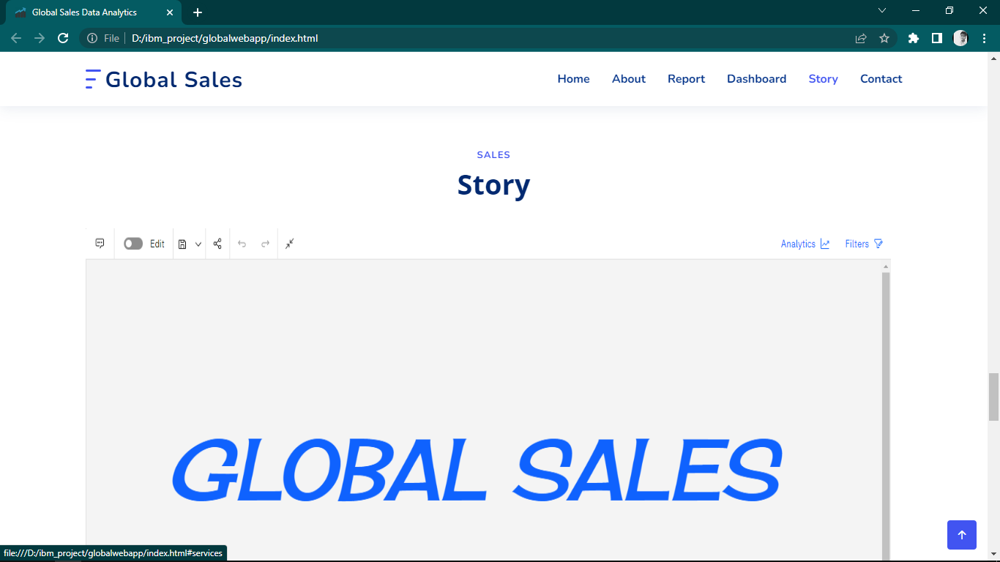 Global Sales Data Analytics
File D:/ibm_project/globalwebapp/index.html
Global Sales Home About Report Dashboard Story Contact
SALES
Story
Edit Analytics Filters
GLOBAL SALES
file:///D:/ibm_project/globalwebapp/index.html#services